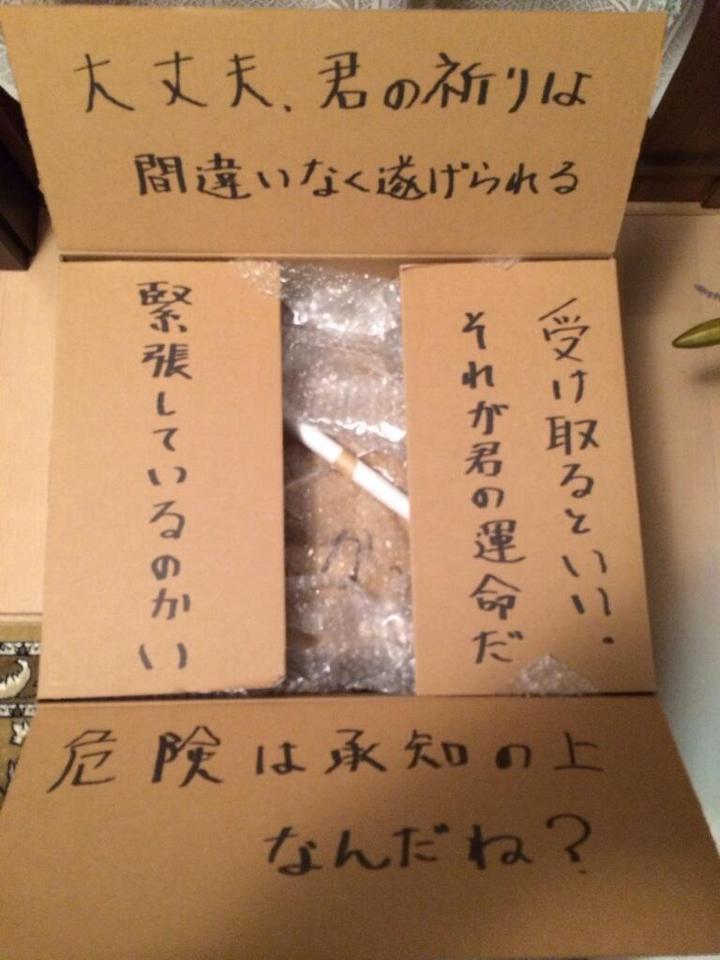 大丈夫、君の祈りは
間違いなく遂げられる
受け取るといい。
それが君の運命だ
緊張しているのかい
か
危険は承知の上
なんだね？